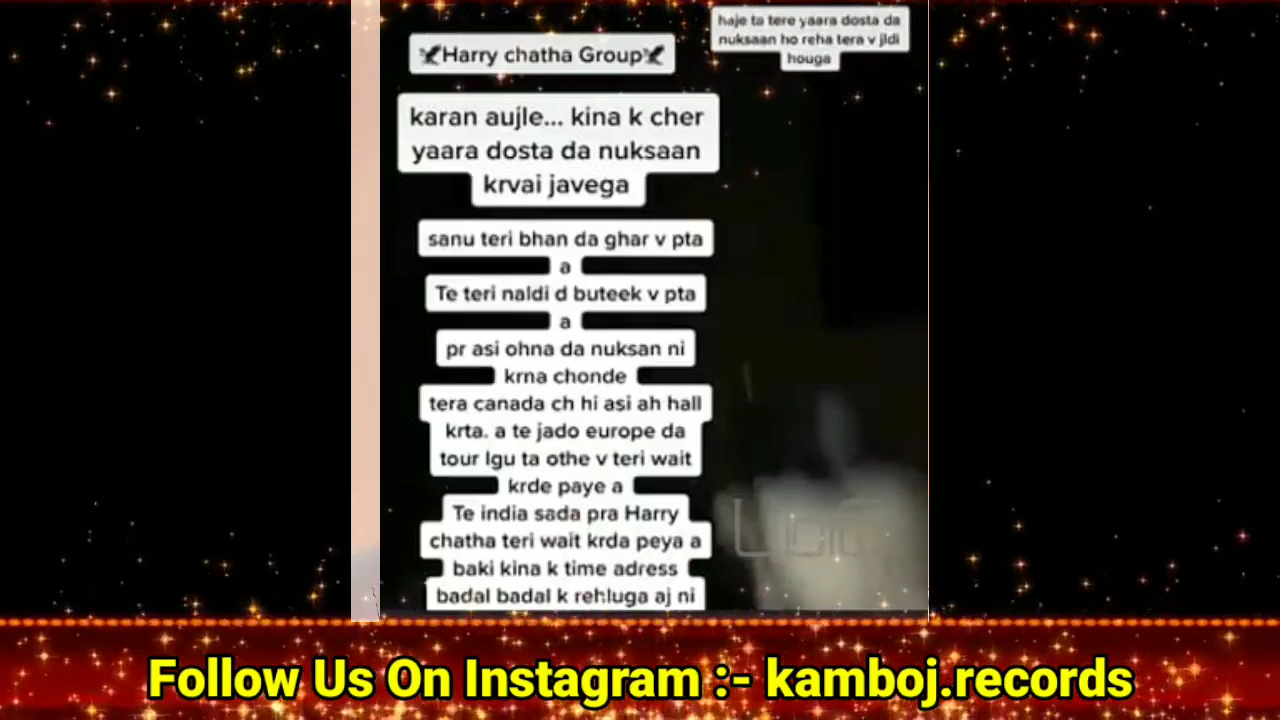 haje ta tere yaara dosta da
nuksaan ho reha tera v jldi
houga
Harry chatha Group
karan aujle... kina k cher
yaara dosta da nuksaan
krvai javega
sanu teri bhan da ghar v pta
a
Te teri naldi d buteek v pta
a
pr asi ohna da nuksan ni
krna chonde
tera canada ch hi asi ah hall
krta. a te jado europe da
tour lgu ta othe v teri wait
krde paye a
Te india sada pra Harry
chatha teri wait krda peya a
baki kina k time adress
badal badal k rehluga aj ni
Follow Us On Instagram :- kamboj.records